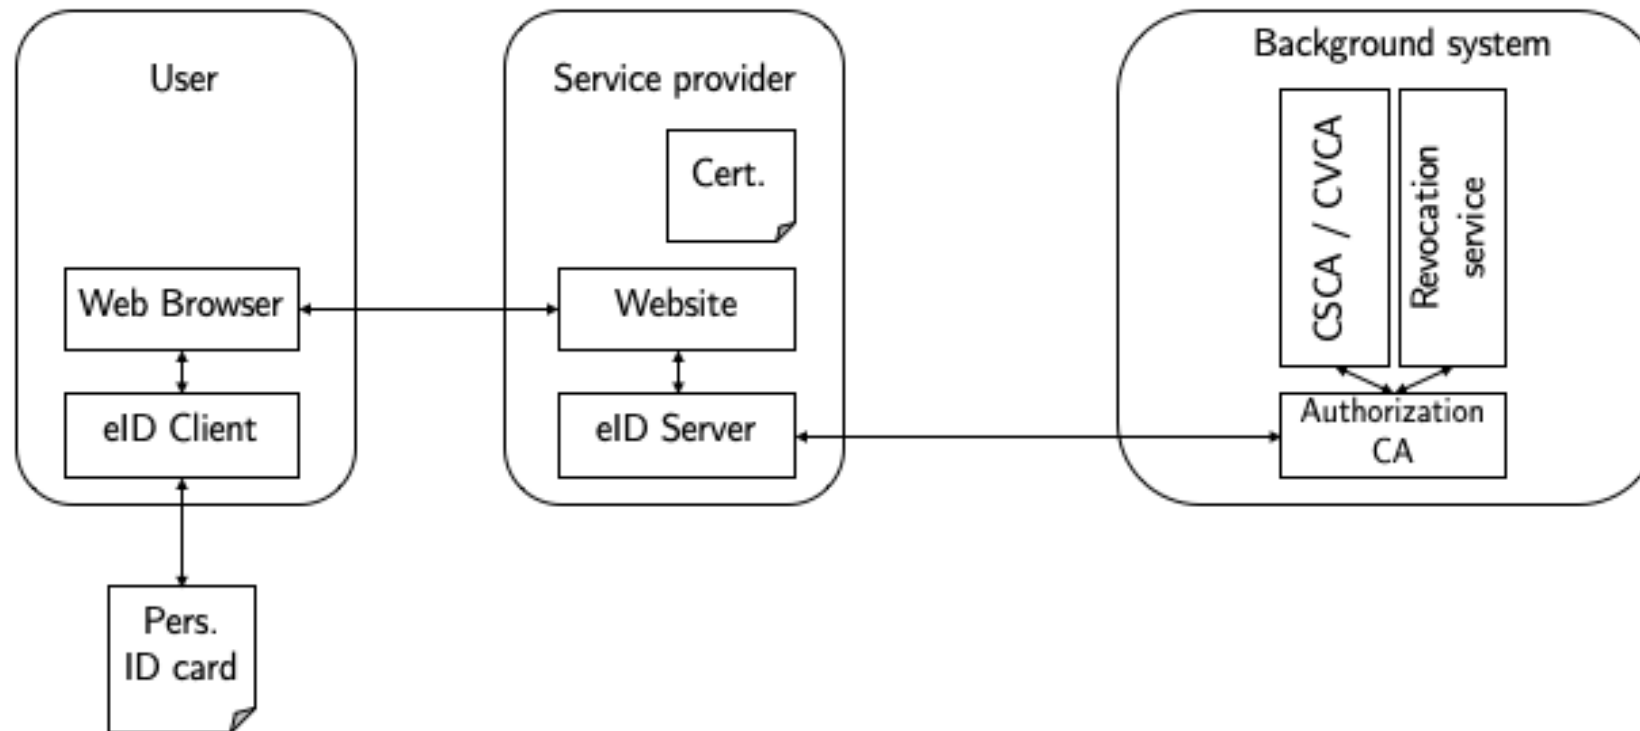 User
Web Browser
eID Client
Pers.
ID card
Service provider
Cert.
Website
eID Server
Background system
CSCA / CVCA
Revocation
service
Authorization
CA